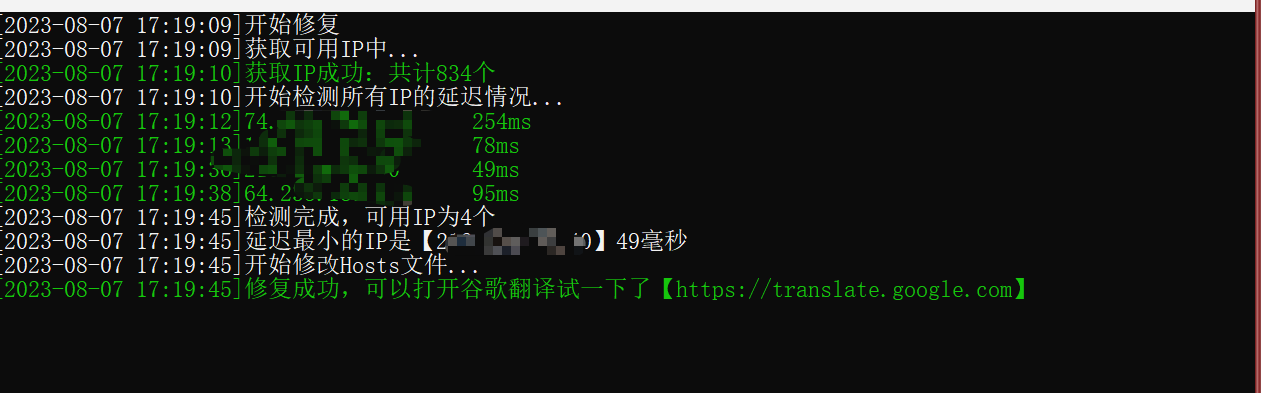 [2023-08-07 17:19:09]开始修复
[2023-08-07 17:19:09]获取可用IP中...
[2023-08-07 17:19:10]获取IP成功：共计834个
[2023-08-07 17:19:10]开始检测所有IP的延迟情况...
[2023-08-07 17:19:12]74. 254ms
[2023-08-07 17:19:13] 78ms
[2023-08-07 17:19: 49ms
[2023-08-07 17:19:38]64. 95ms
[2023-08-07 17:19:45]检测完成，可用IP为4个
[2023-08-07 17:19:45]延迟最小的IP是【2 0】49毫秒
[2023-08-07 17:19:45]开始修改Hosts文件...
[2023-08-07 17:19:45]修复成功，可以打开谷歌翻译试一下了【https://translate.google.com】